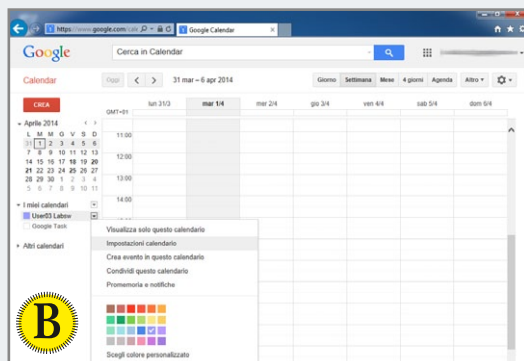 https://www.google.com/cale
Google Calendar
Google
Cerca in Calendar
Calendar
Oggi
31 mar – 6 apr 2014
Giorno Settimana Mese 4 giorni Agenda Altro
CREA
GMT+01
lun 31/3 mar 1/4 mer 2/4 gio 3/4 ven 4/4 sab 5/4 dom 6/4
Aprile 2014
L M M G V S D
31 1 2 3 4 5 6
7 8 9 10 11 12 13
14 15 16 17 18 19 20
21 22 23 24 25 26 27
28 29 30 1 2 3 4
5 6 7 8 9 10 11
11:00
12:00
13:00
14:00
I miei calendari
User03 Labsw
Google Task
Altri calendari
Visualizza solo questo calendario
Impostazioni calendario
Crea evento in questo calendario
Condividi questo calendario
Promemoria e notifiche
Scegli colore personalizzato
B